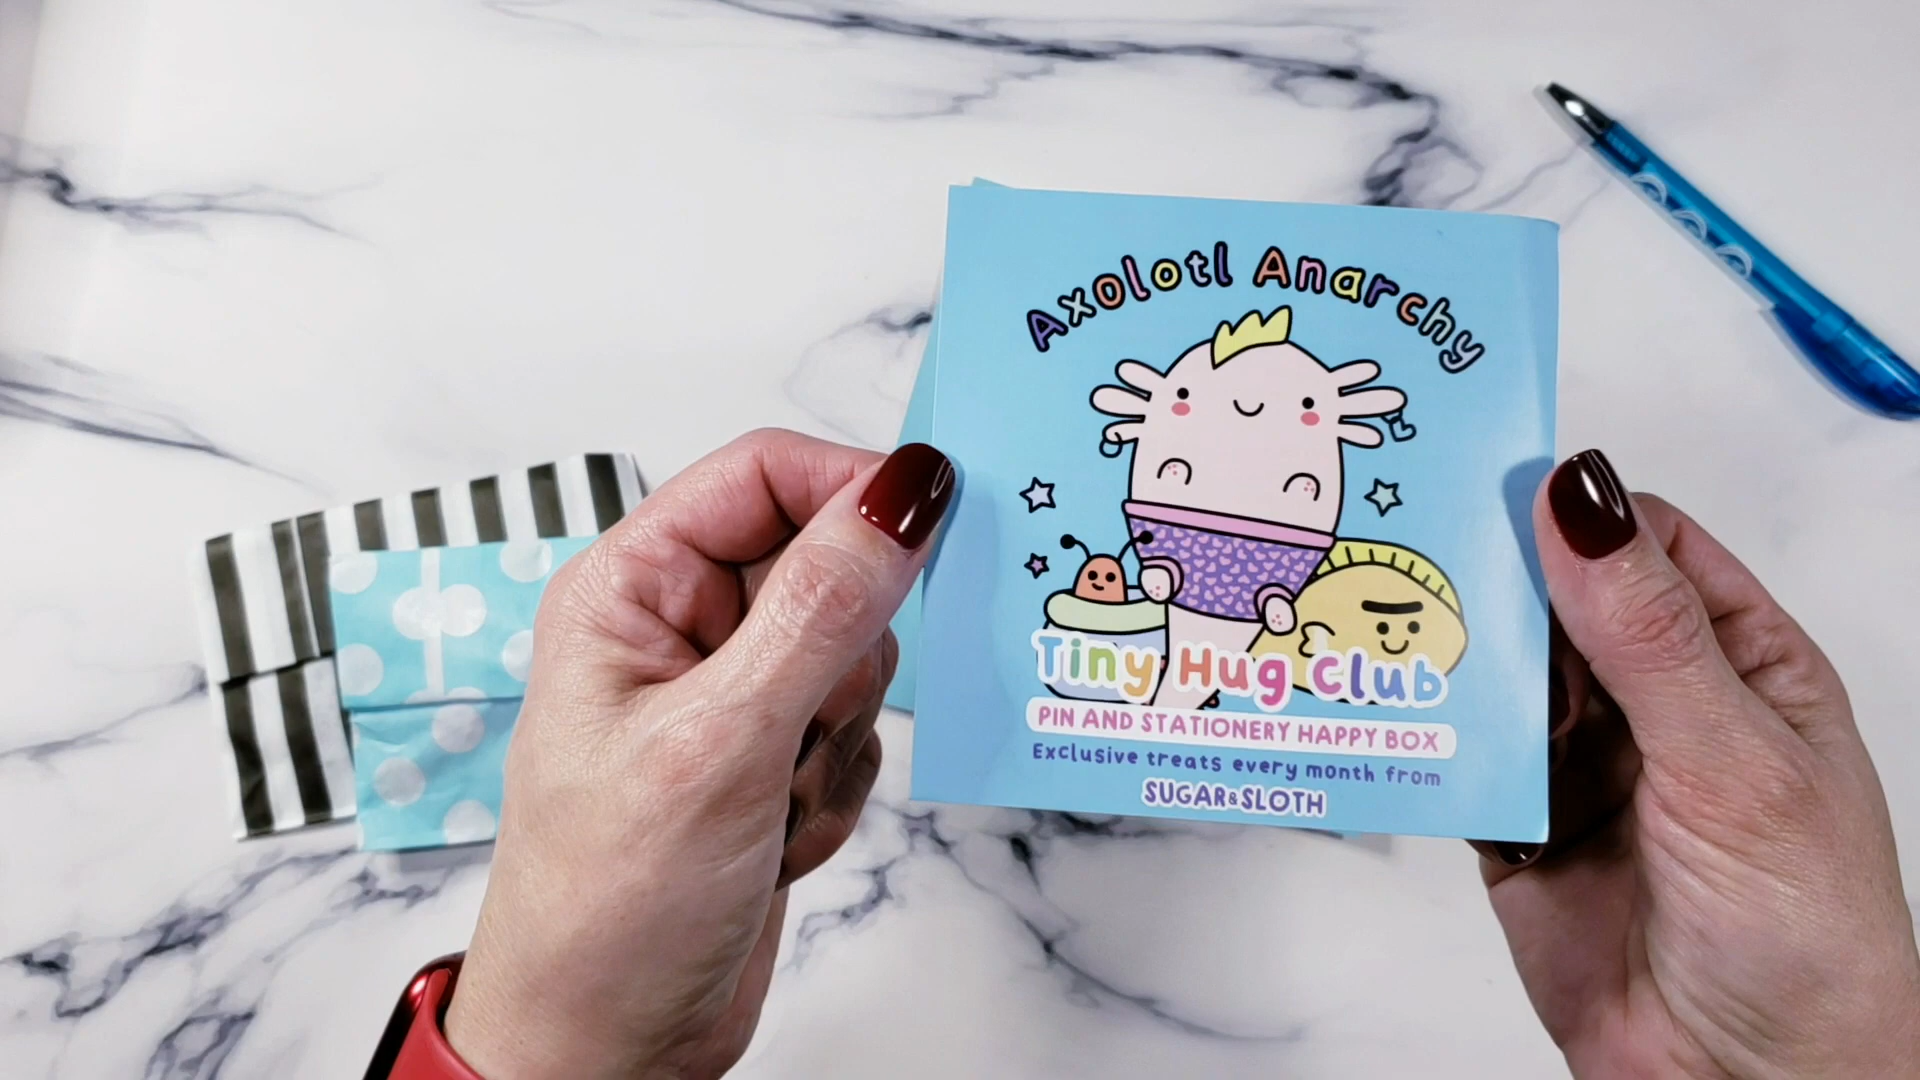 Axolotl Anarchy
Tiny Hug Club
PIN AND STATIONERY HAPPY BOX
Exclusive treats every month from
SUGAR&SLOTH